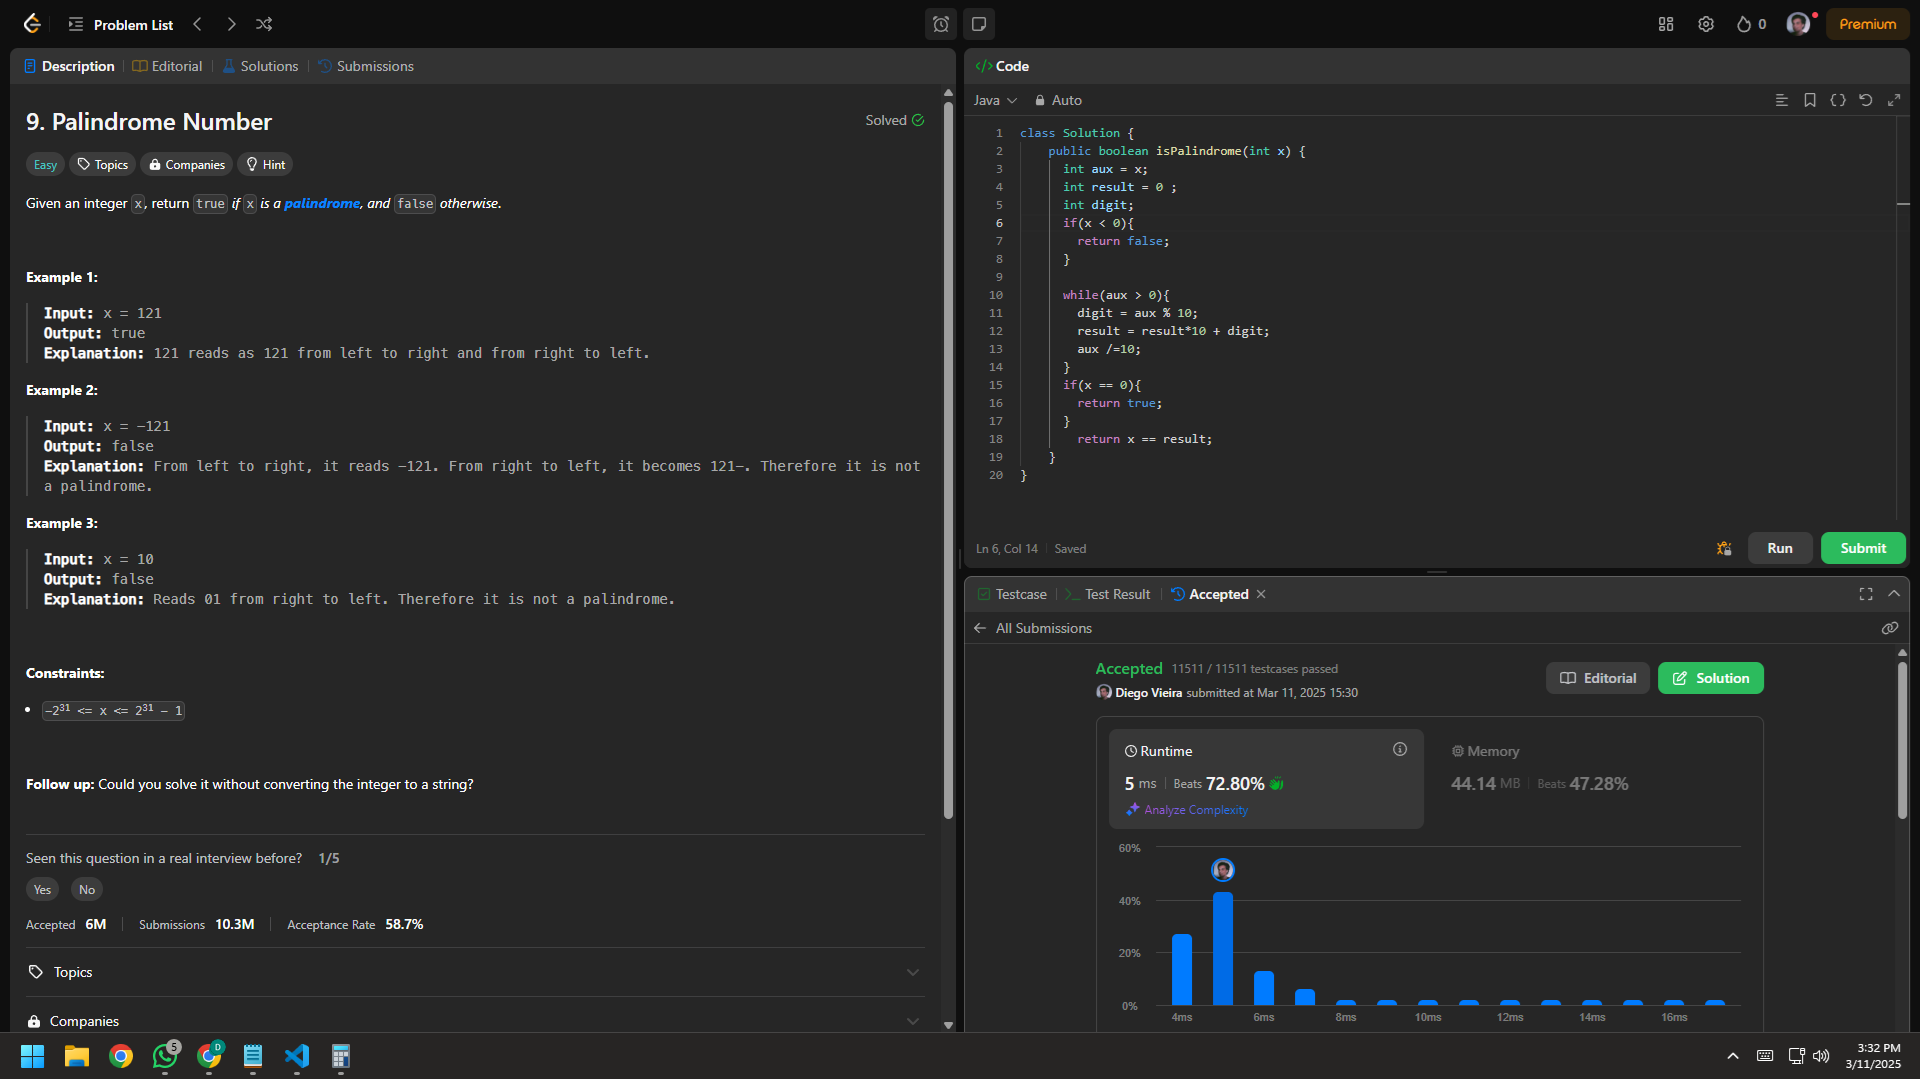 Problem List
0
Premium
Description
Editorial
Solutions
Submissions
9. Palindrome Number
Solved
Easy
Topics
Companies
Hint
Given an integer x, return true if x is a palindrome, and false otherwise.
Example 1:
Input: x = 121
Output: true
Explanation: 121 reads as 121 from left to right and from right to left.
Example 2:
Input: x = -121
Output: false
Explanation: From left to right, it reads -121. From right to left, it becomes 121-. Therefore it is not
a palindrome.
Example 3:
Input: x = 10
Output: false
Explanation: Reads 01 from right to left. Therefore it is not a palindrome.
Constraints:
• -2³¹ <= x <= 2³¹ - 1
Follow up: Could you solve it without converting the integer to a string?
Seen this question in a real interview before? 1/5
Yes
No
Accepted 6M
Submissions 10.3M
Acceptance Rate 58.7%
Topics
Companies
</> Code
Java
Auto
1 class Solution {
2 public boolean isPalindrome(int x) {
3 int aux = x;
4 int result = 0 ;
5 int digit;
6 if(x < 0){
7 return false;
8 }
9
10 while(aux > 0){
11 digit = aux % 10;
12 result = result*10 + digit;
13 aux /=10;
14 }
15 if(x == 0){
16 return true;
17 }
18 return x == result;
19 }
20 }
Ln 6, Col 14
Saved
Run
Submit
Testcase
Test Result
Accepted
All Submissions
Accepted 11511 / 11511 testcases passed
Diego Vieira submitted at Mar 11, 2025 15:30
Editorial
Solution
Runtime
5 ms
Beats 72.80%
Analyze Complexity
Memory
44.14 MB
Beats 47.28%
60%
40%
20%
0%
4ms
6ms
8ms
10ms
12ms
14ms
16ms
5
D
3:32 PM
3/11/2025